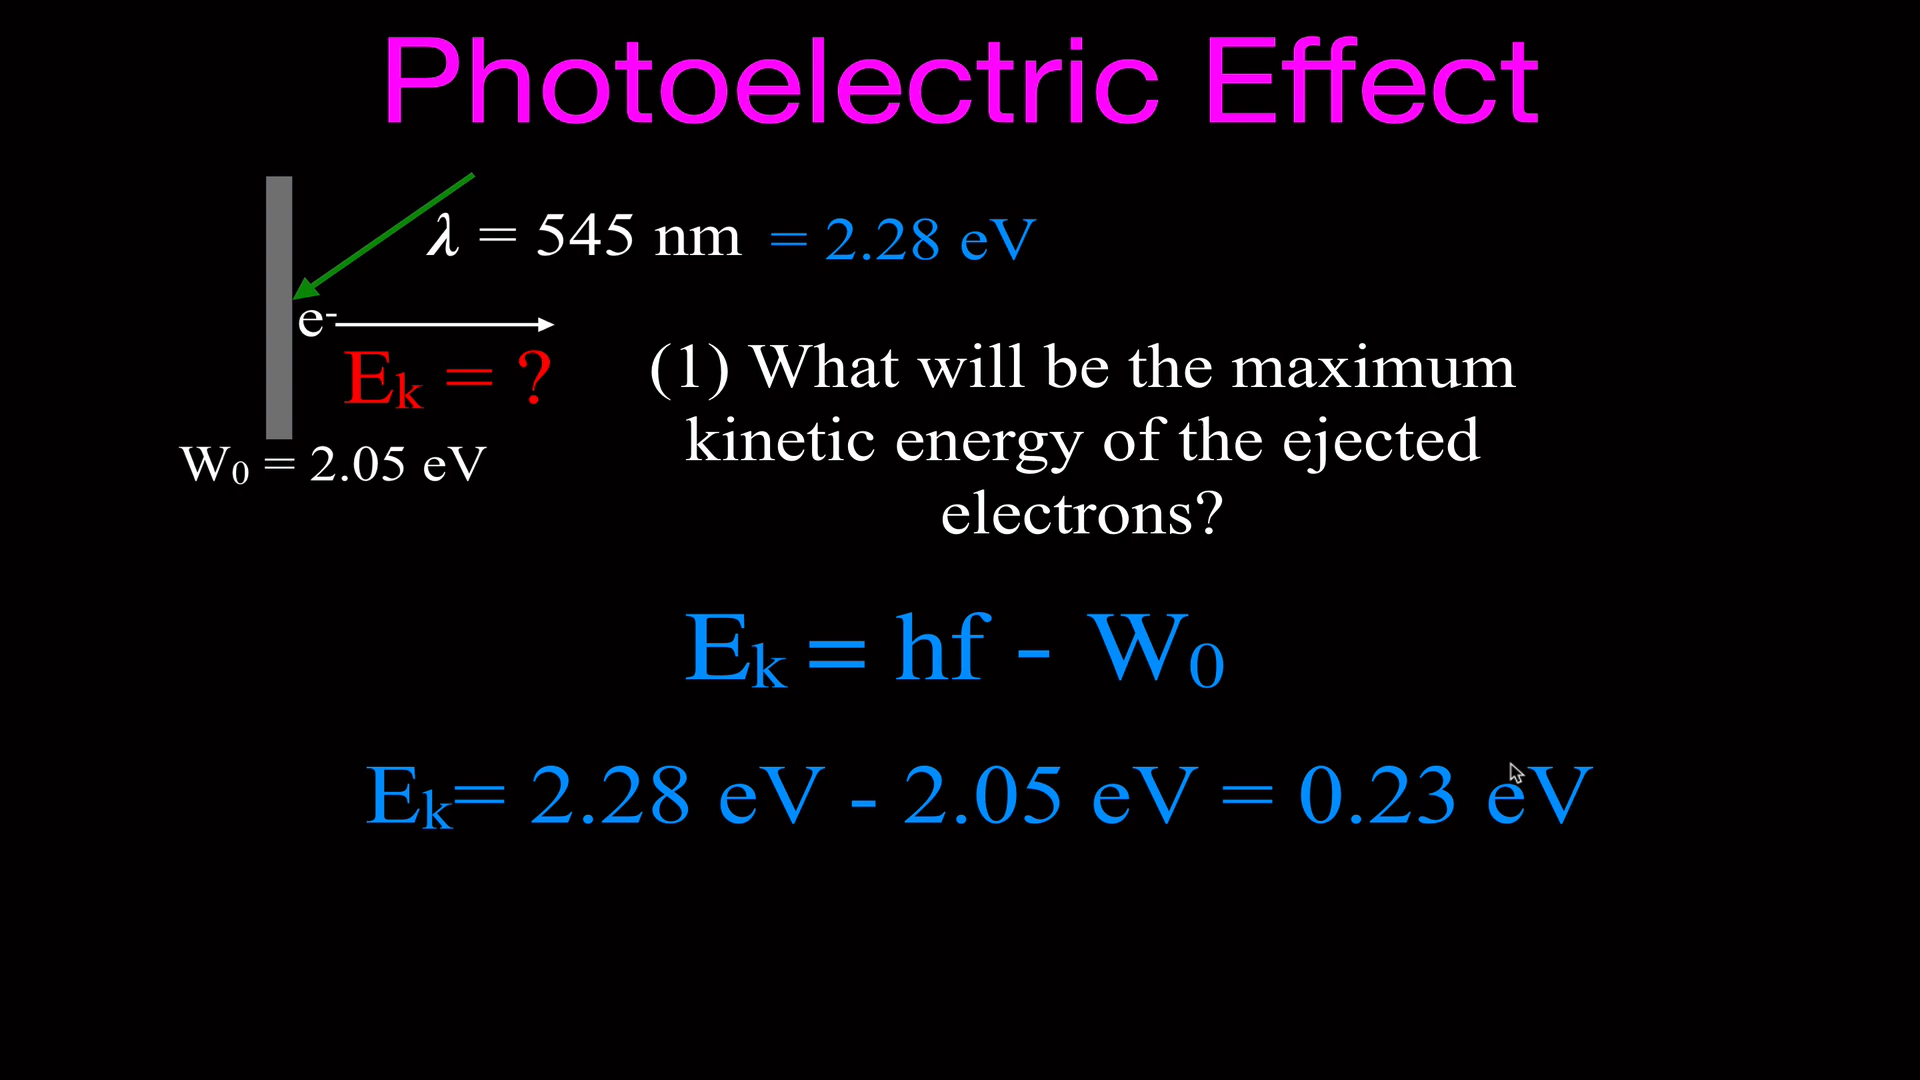 Photoelectric Effect
λ = 545 nm = 2.28 eV
e⁻
Eₖ = ?
W₀ = 2.05 eV
(1) What will be the maximum
kinetic energy of the ejected
electrons?
Eₖ = hf - W₀
Eₖ= 2.28 eV - 2.05 eV = 0.23 eV